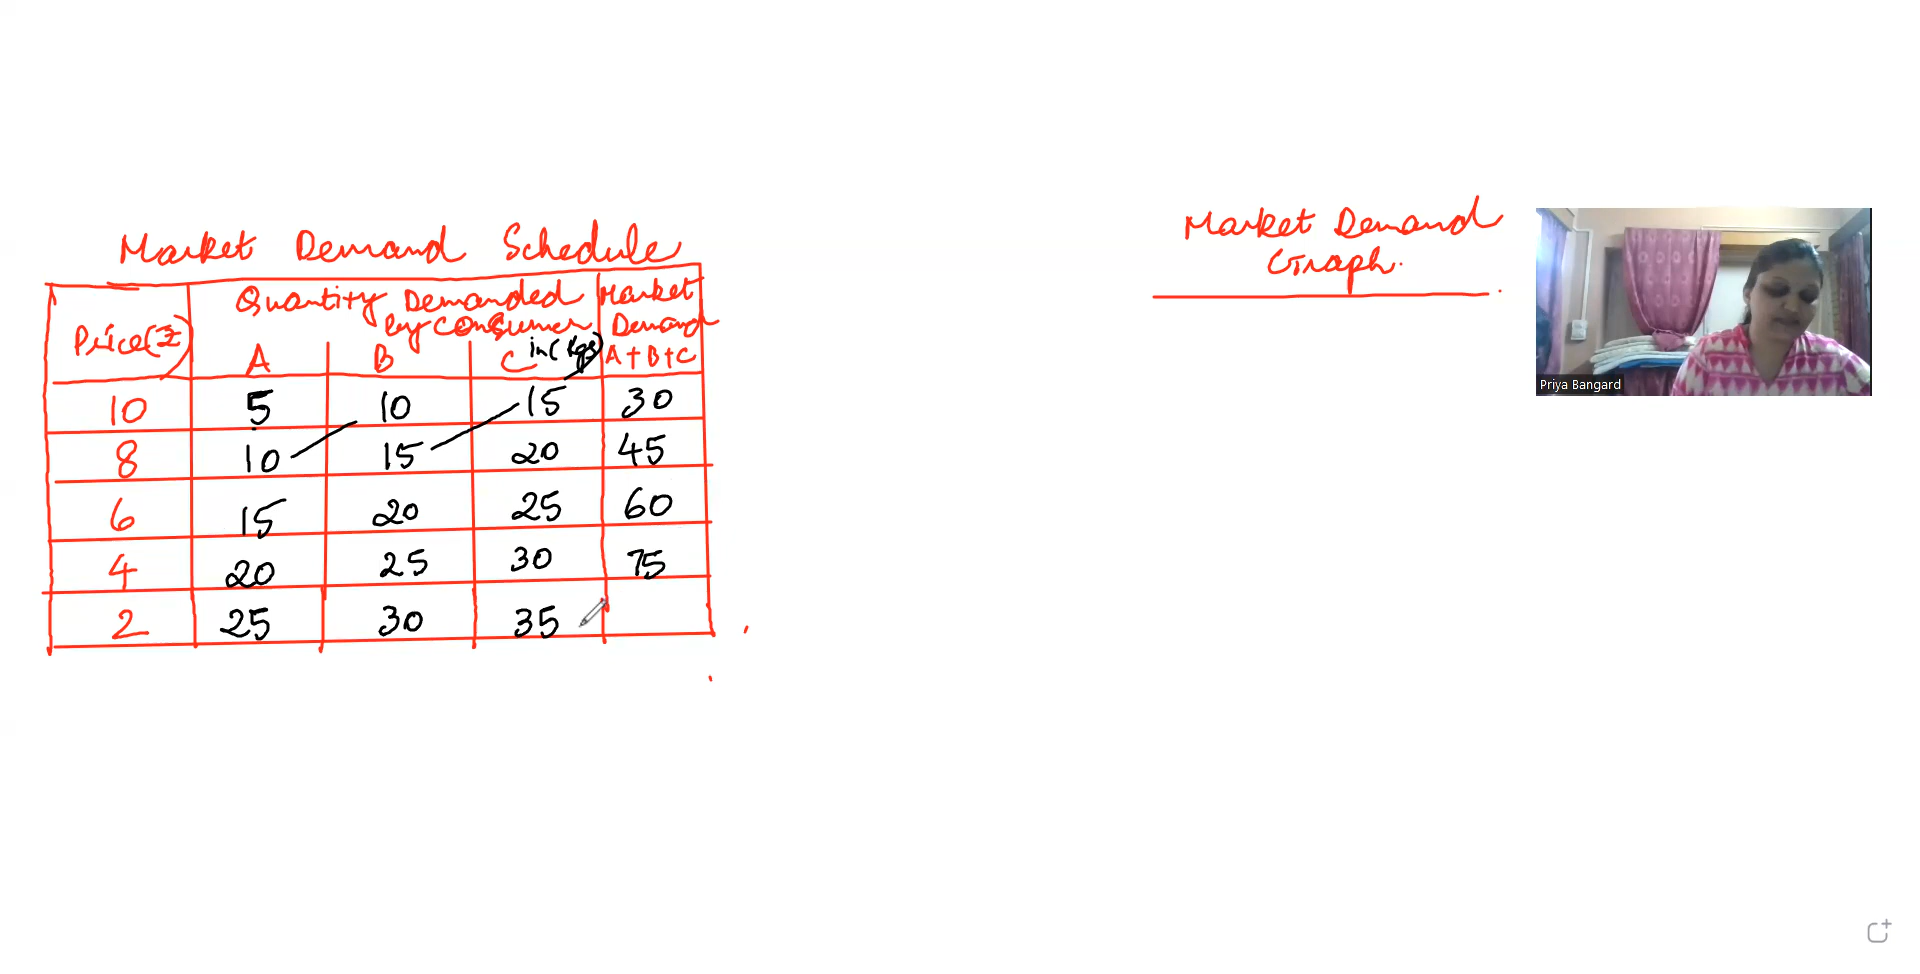 Market Demand Schedule
Price(₹)
Quantity Demanded
by Consumer
in(kgs)
A B C
Market
Demand
A+B+C
10 5 10 15 30
8 10 15 20 45
6 15 20 25 60
4 20 25 30 75
2 25 30 35
Market Demand
Graph.
Priya Bangard